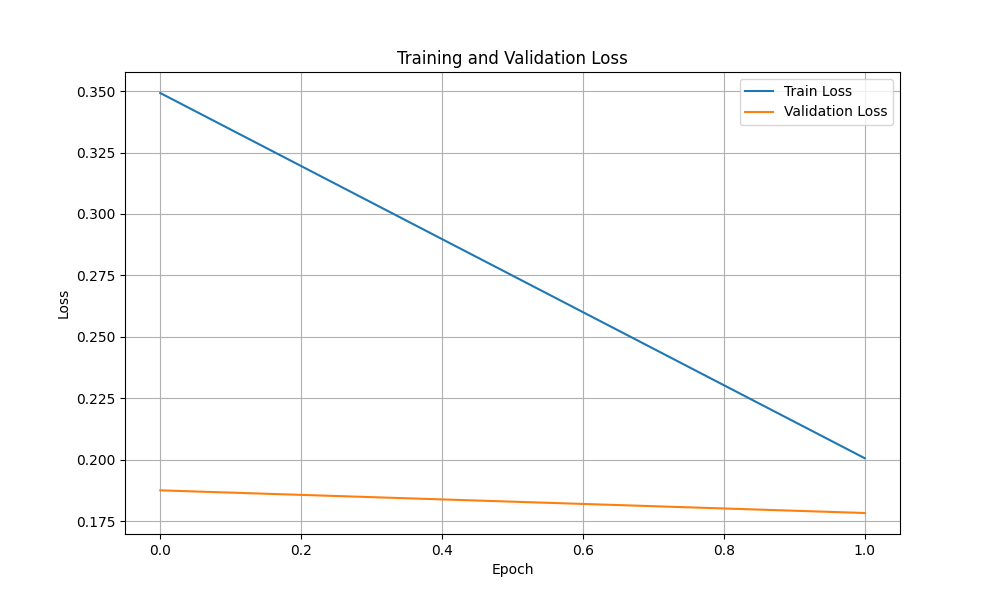 Training and Validation Loss
Train Loss
Validation Loss
0.350
0.325
0.300
0.275
0.250
0.225
0.200
0.175
Loss
0.0 0.2 0.4 0.6 0.8 1.0
Epoch